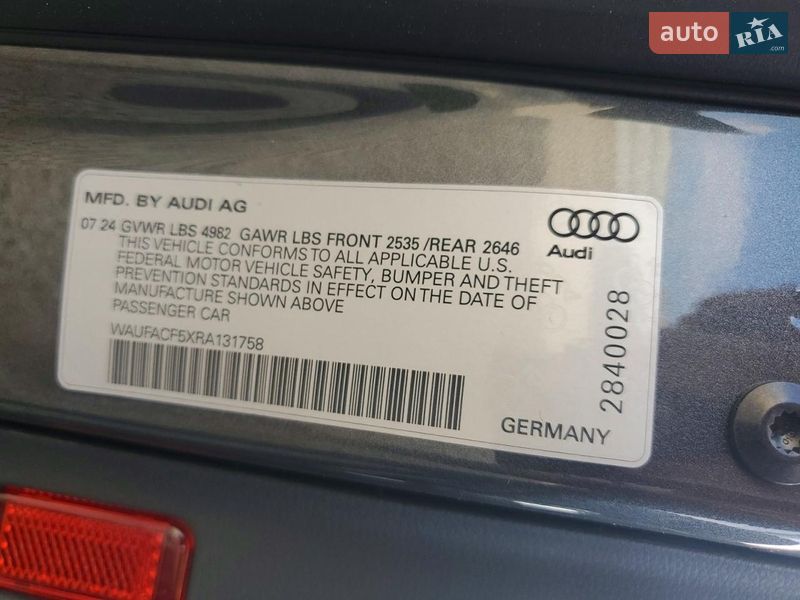 auto RIA
.com
MFD. BY AUDI AG
07 24 GVWR LBS 4982 GAWR LBS FRONT 2535 /REAR 2646
THIS VEHICLE CONFORMS TO ALL APPLICABLE U.S.
FEDERAL MOTOR VEHICLE SAFETY, BUMPER AND THEFT
PREVENTION STANDARDS IN EFFECT ON THE DATE OF
MANUFACTURE SHOWN ABOVE
PASSENGER CAR
WAUFACF5XRA131758
Audi
2840028
GERMANY